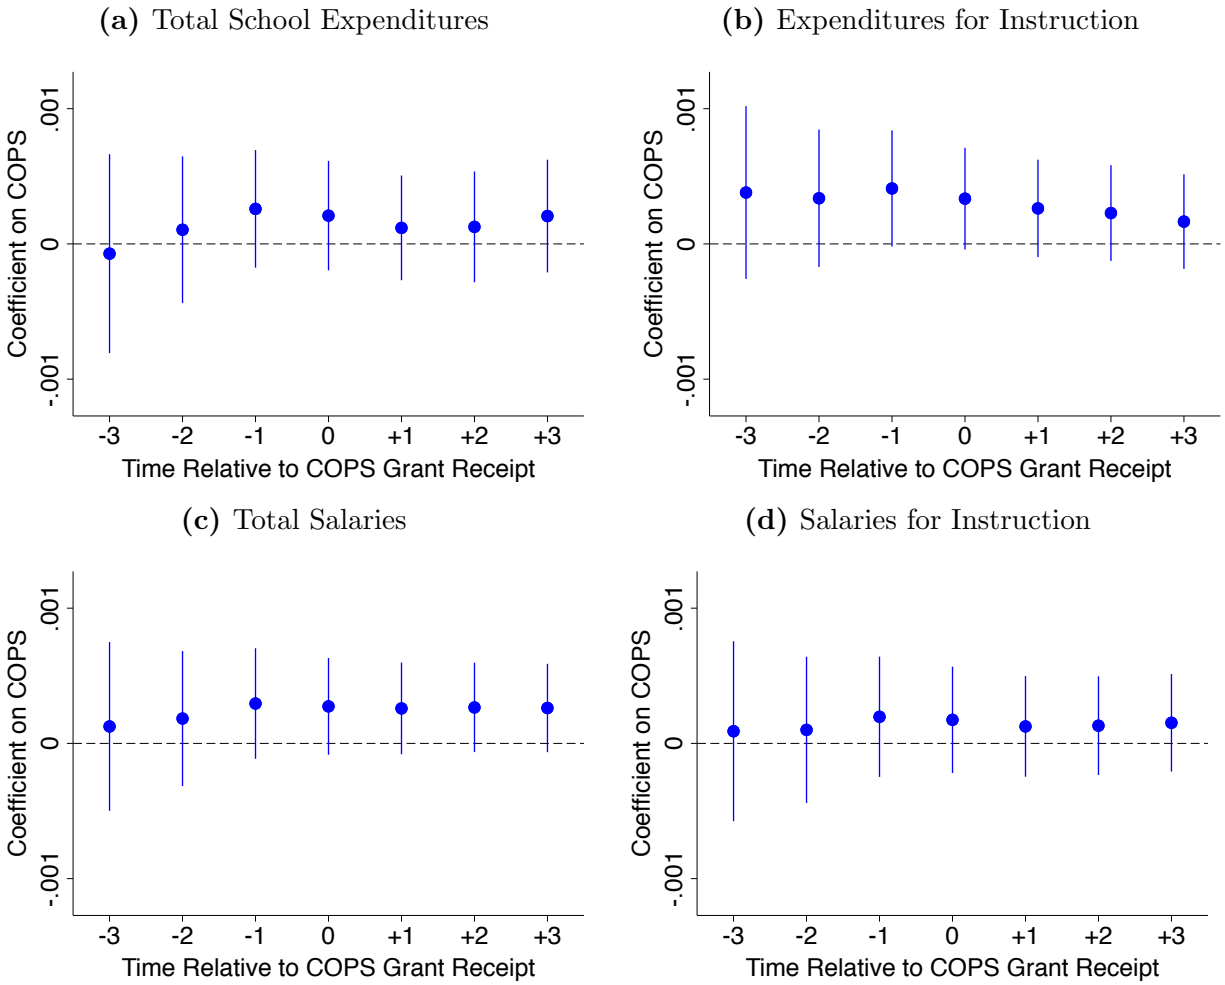 (a) Total School Expenditures
Coefficient on COPS
.001
0
-.001
-3 -2 -1 0 +1 +2 +3
Time Relative to COPS Grant Receipt
(b) Expenditures for Instruction
Coefficient on COPS
.001
0
-.001
-3 -2 -1 0 +1 +2 +3
Time Relative to COPS Grant Receipt
(c) Total Salaries
Coefficient on COPS
.001
0
-.001
-3 -2 -1 0 +1 +2 +3
Time Relative to COPS Grant Receipt
(d) Salaries for Instruction
Coefficient on COPS
.001
0
-.001
-3 -2 -1 0 +1 +2 +3
Time Relative to COPS Grant Receipt